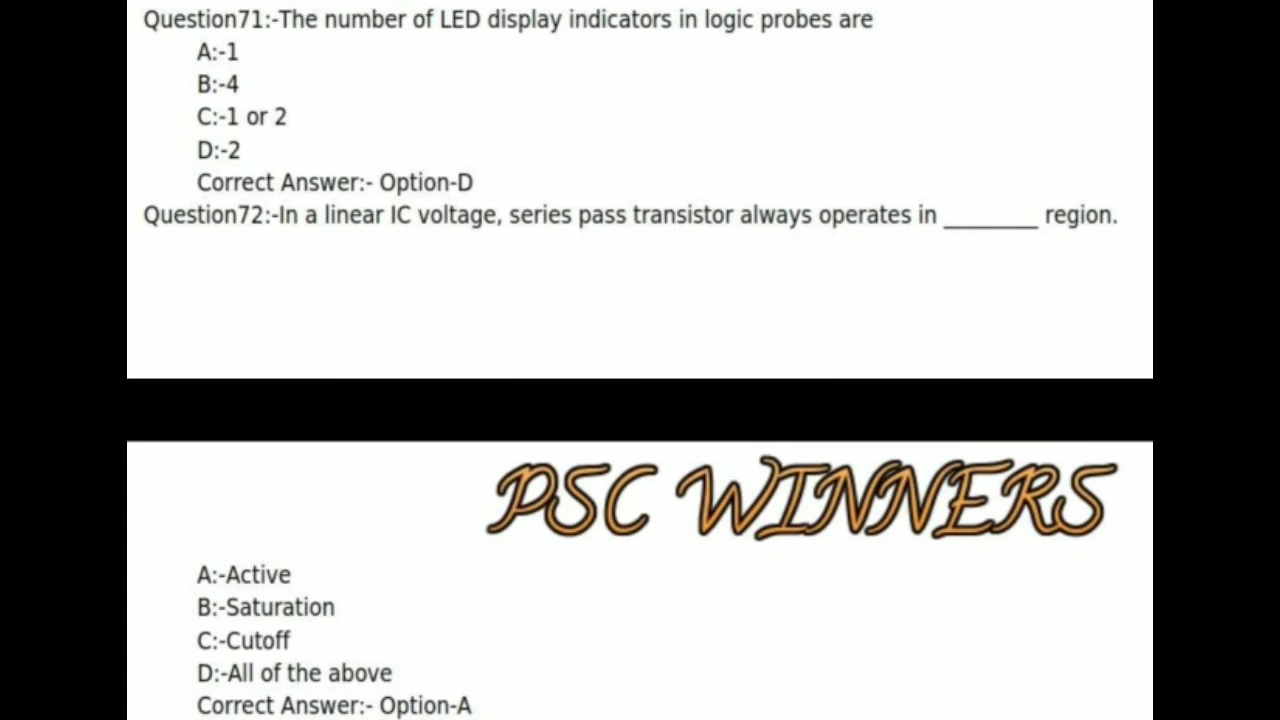 Question71:-The number of LED display indicators in logic probes are
A:-1
B:-4
C:-1 or 2
D:-2
Correct Answer:- Option-D
Question72:-In a linear IC voltage, series pass transistor always operates in ________ region.
PSC WINNERS
A:-Active
B:-Saturation
C:-Cutoff
D:-All of the above
Correct Answer:- Option-A